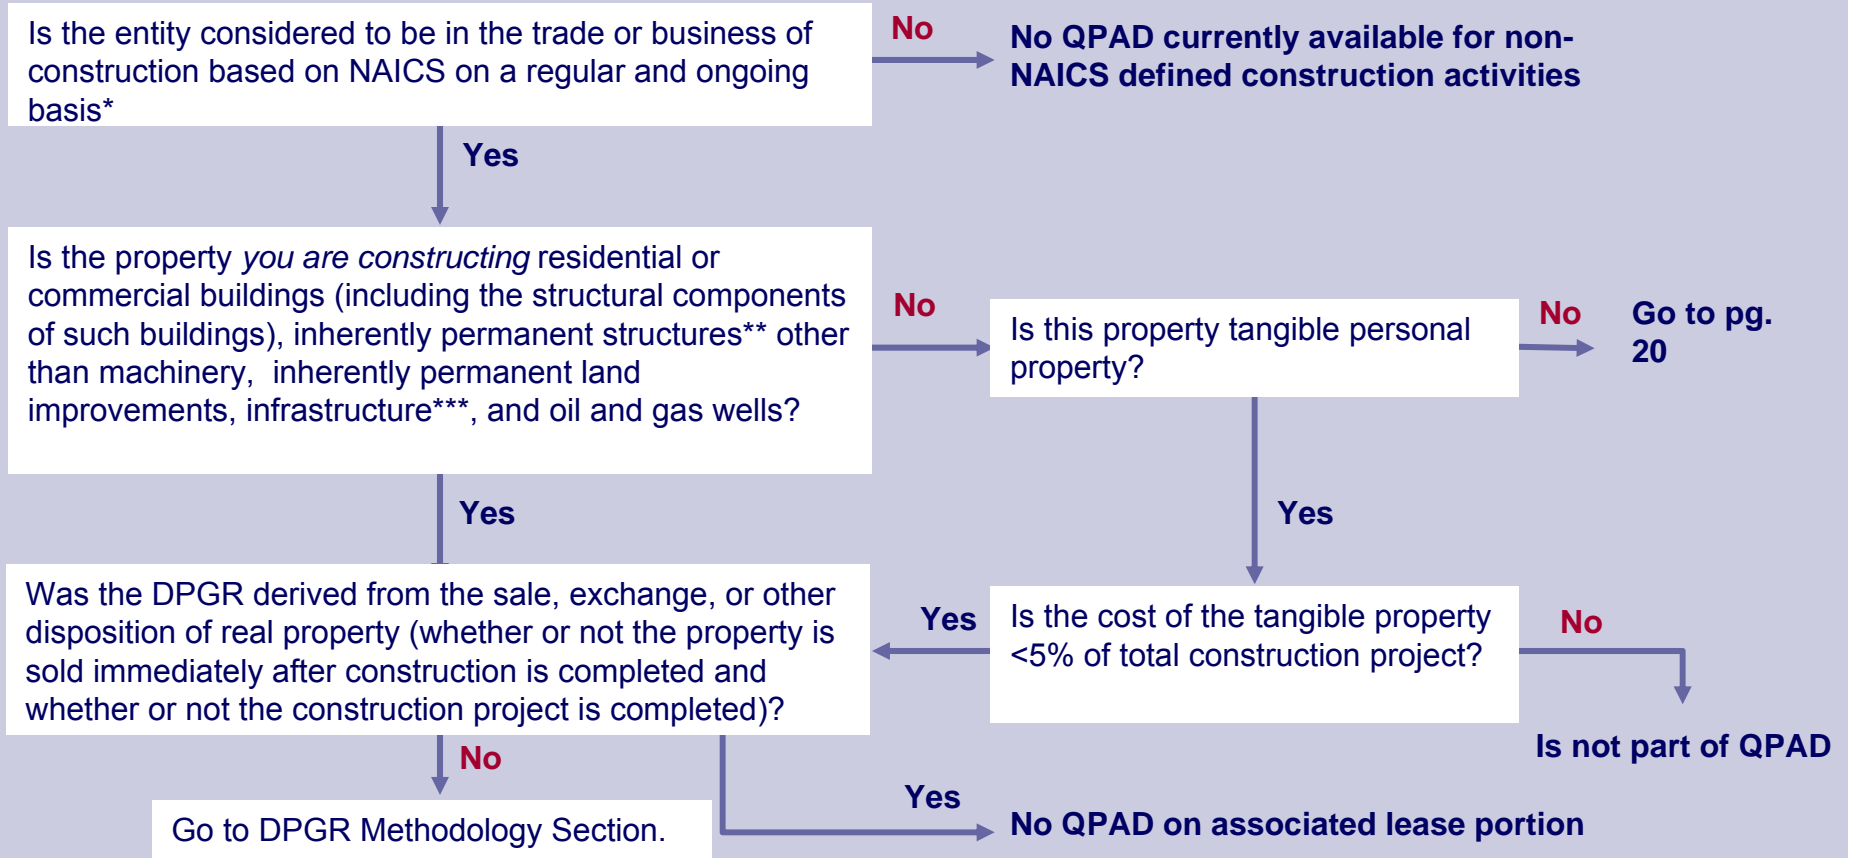 Is the entity considered to be in the trade or business of
construction based on NAICS on a regular and ongoing
basis*
No
No QPAD currently available for non-
NAICS defined construction activities
Yes
Is the property you are constructing residential or
commercial buildings (including the structural components
of such buildings), inherently permanent structures** other
than machinery, inherently permanent land
improvements, infrastructure***, and oil and gas wells?
No
Is this property tangible personal
property?
No
Go to pg.
20
Yes
Yes
Was the DPGR derived from the sale, exchange, or other
disposition of real property (whether or not the property is
sold immediately after construction is completed and
whether or not the construction project is completed)?
Yes
Is the cost of the tangible property
<5% of total construction project?
No
Is not part of QPAD
No
Yes
Go to DPGR Methodology Section.
No QPAD on associated lease portion